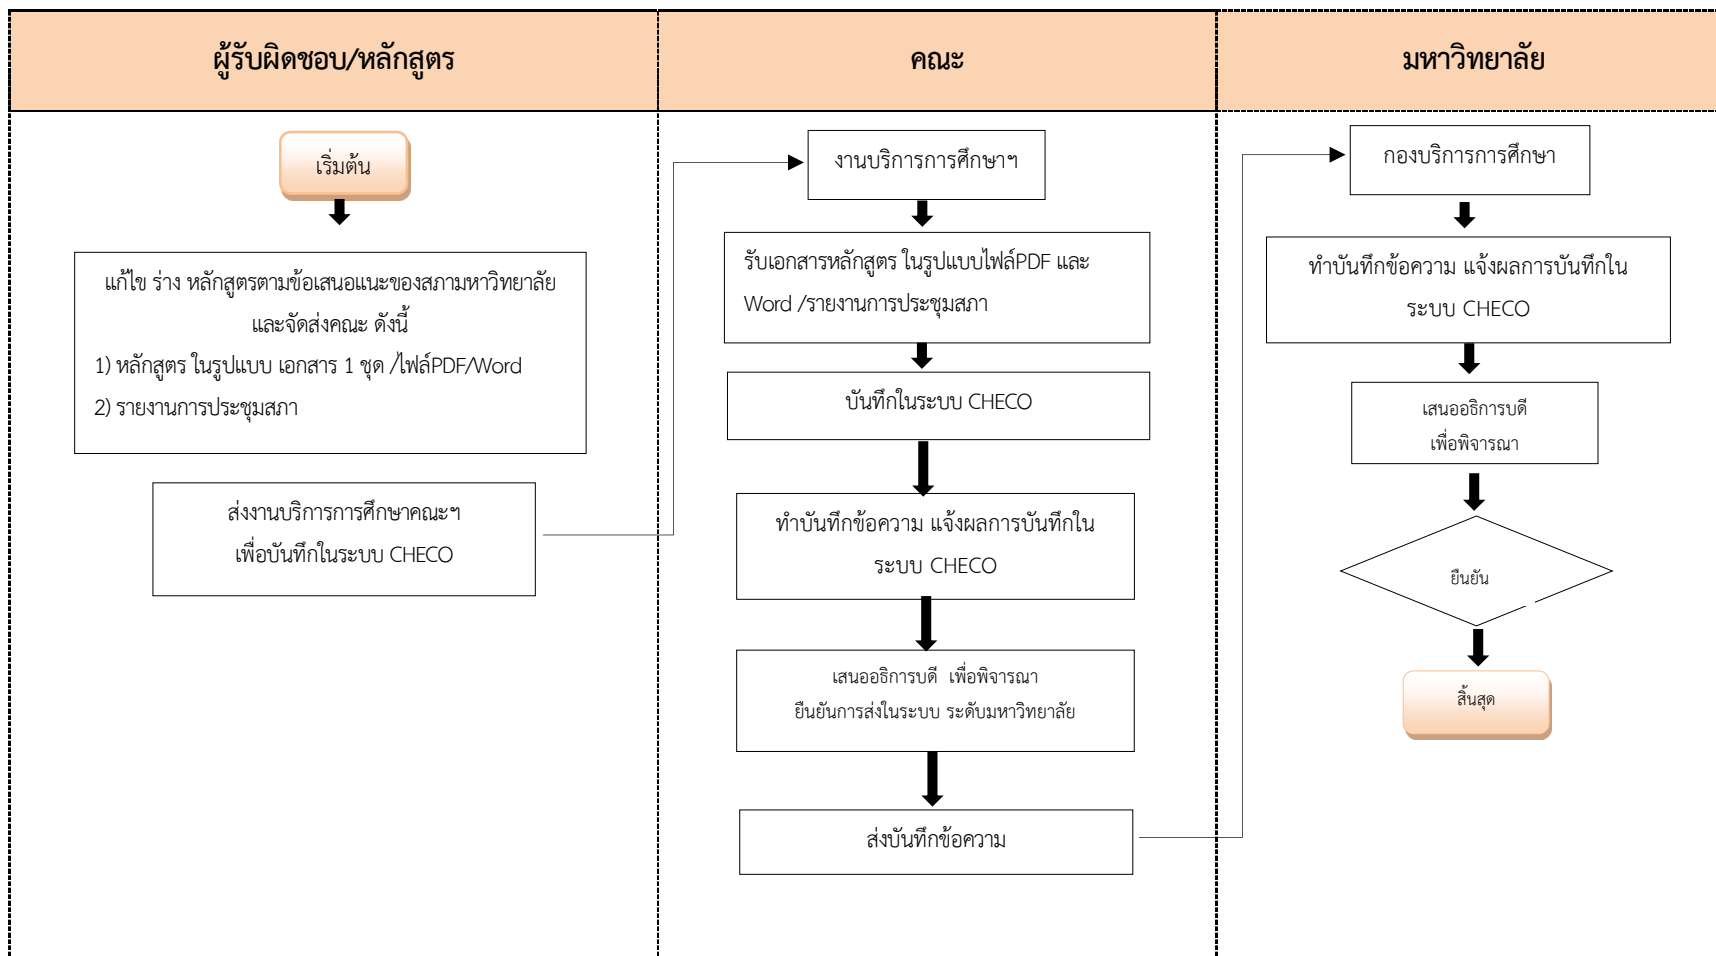 ผู้รับผิดชอบ/หลักสูตร
คณะ
มหาวิทยาลัย
เริ่มต้น
แก้ไข ร่าง หลักสูตรตามข้อเสนอแนะของสภามหาวิทยาลัย
และจัดส่งคณะ ดังนี้
1) หลักสูตร ในรูปแบบ เอกสาร 1 ชุด /ไฟล์PDF/Word
2) รายงานการประชุมสภา
ส่งงานบริการการศึกษาคณะฯ
เพื่อบันทึกในระบบ CHECO
งานบริการการศึกษาฯ
รับเอกสารหลักสูตร ในรูปแบบไฟล์PDF และ
Word /รายงานการประชุมสภา
บันทึกในระบบ CHECO
ทำบันทึกข้อความ แจ้งผลการบันทึกใน
ระบบ CHECO
เสนออธิการบดี เพื่อพิจารณา
ยืนยันการส่งในระบบ ระดับมหาวิทยาลัย
ส่งบันทึกข้อความ
กองบริการการศึกษา
ทำบันทึกข้อความ แจ้งผลการบันทึกใน
ระบบ CHECO
เสนออธิการบดี
เพื่อพิจารณา
ยืนยัน
สิ้นสุด